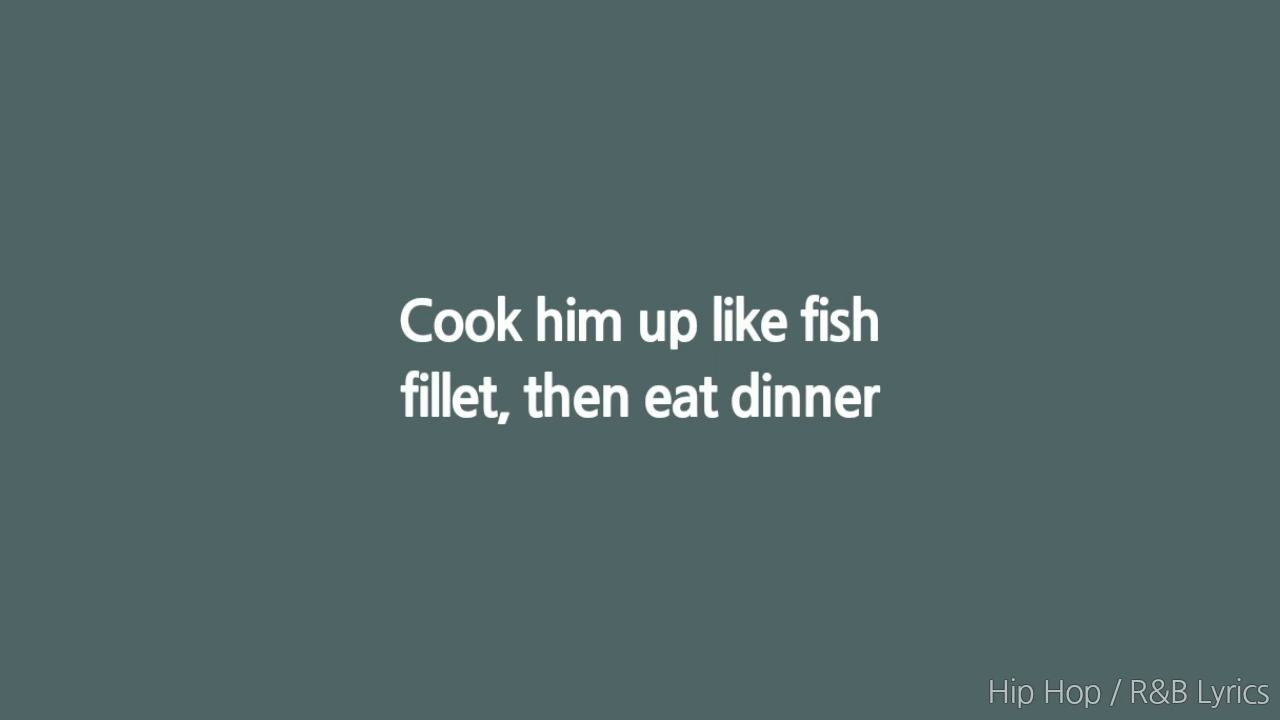 Cook him up like fish
fillet, then eat dinner
Hip Hop / R&B Lyrics